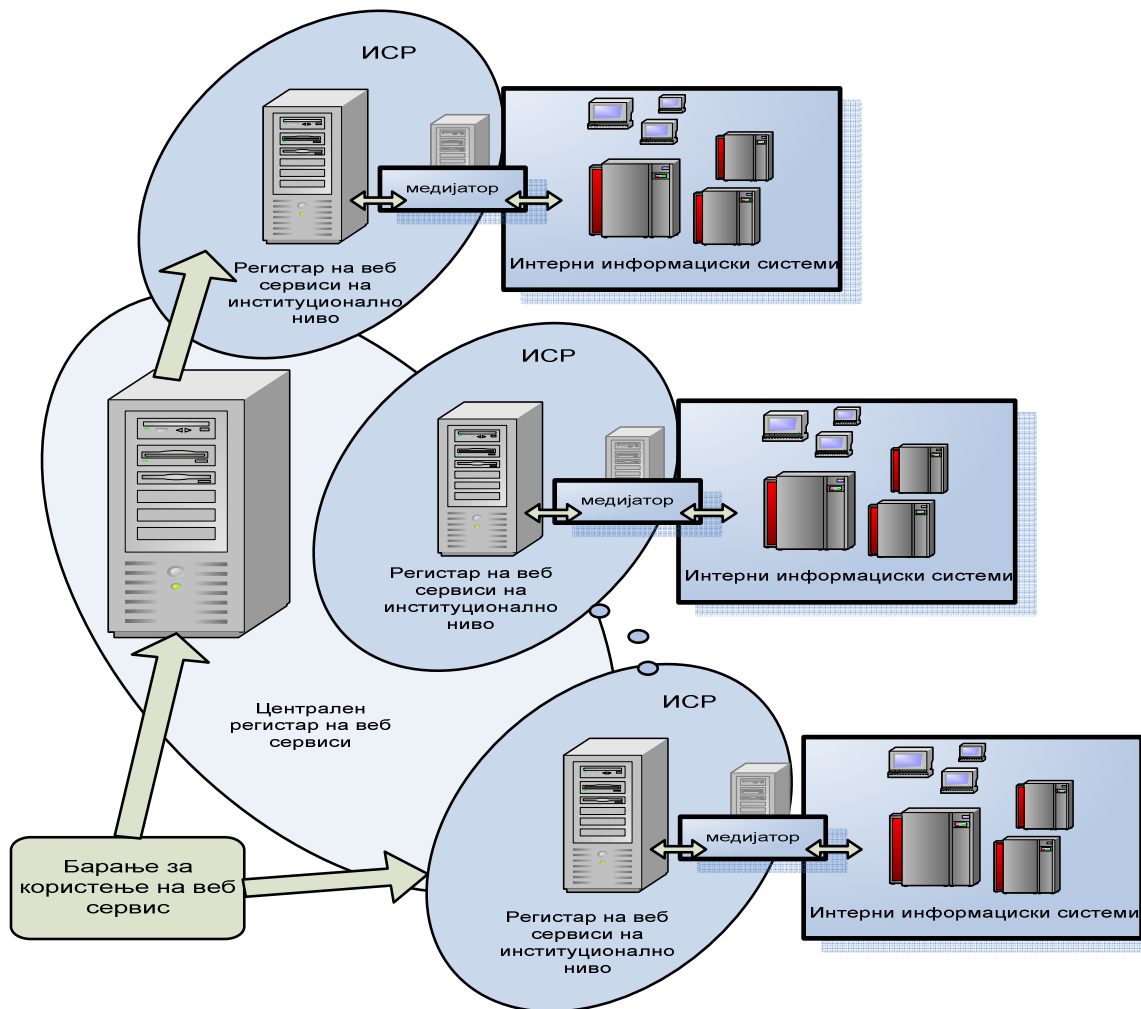 ИСР
медијатор
Регистар на веб
сервиси на
институционално
ниво
Интерни информациски системи
ИСР
медијатор
Регистар на веб
сервиси на
институционално
ниво
Интерни информациски системи
Централен
регистар на веб
сервиси
ИСР
медијатор
Регистар на веб
сервиси на
институционално
ниво
Интерни информациски системи
Барање за
користење на веб
сервис